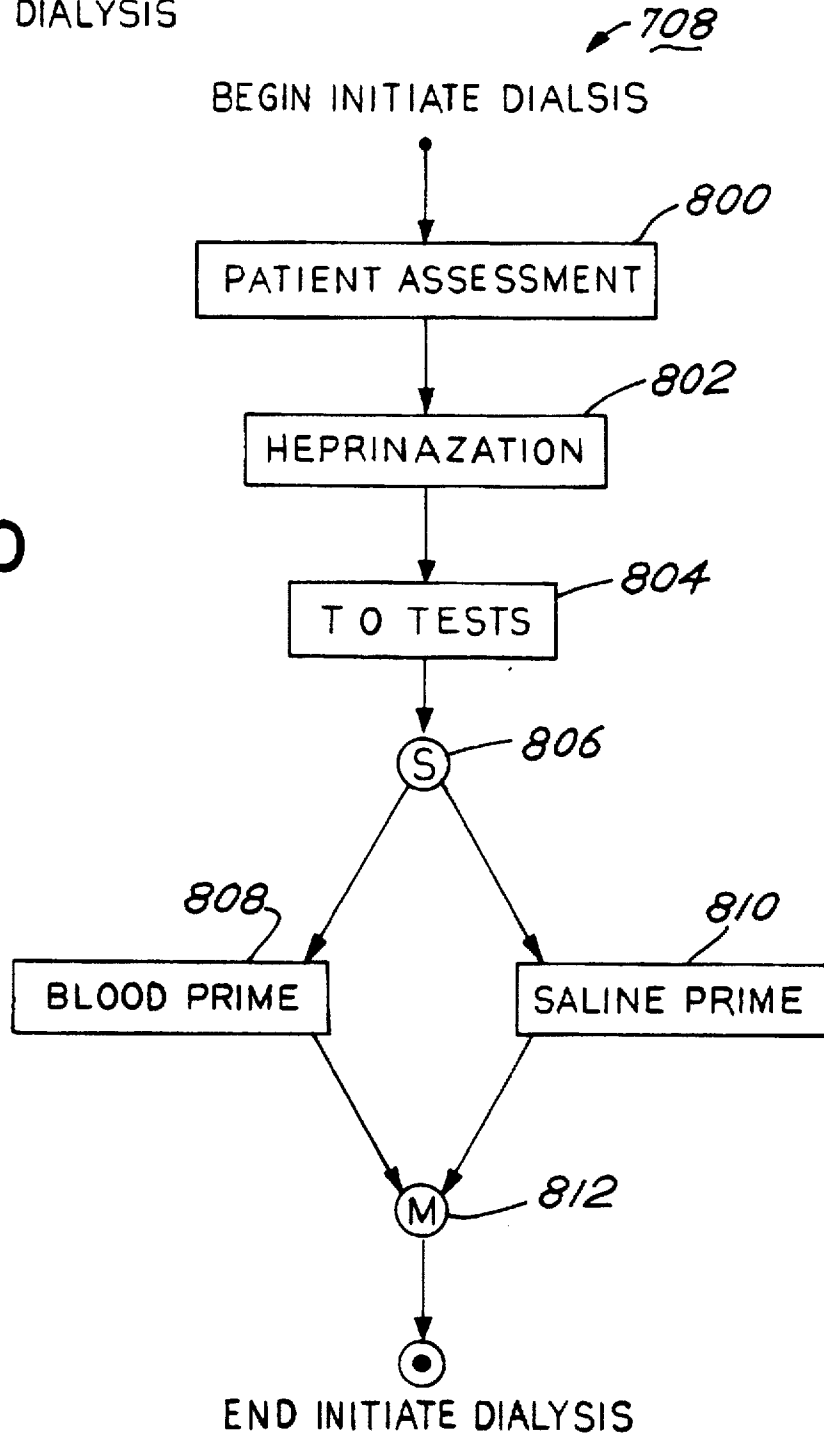 DIALYSIS
708
BEGIN INITIATE DIALSIS
800
PATIENT ASSESSMENT
802
HEPRINAZATION
804
T O TESTS
S
806
808
810
BLOOD PRIME
SALINE PRIME
M
812
END INITIATE DIALYSIS